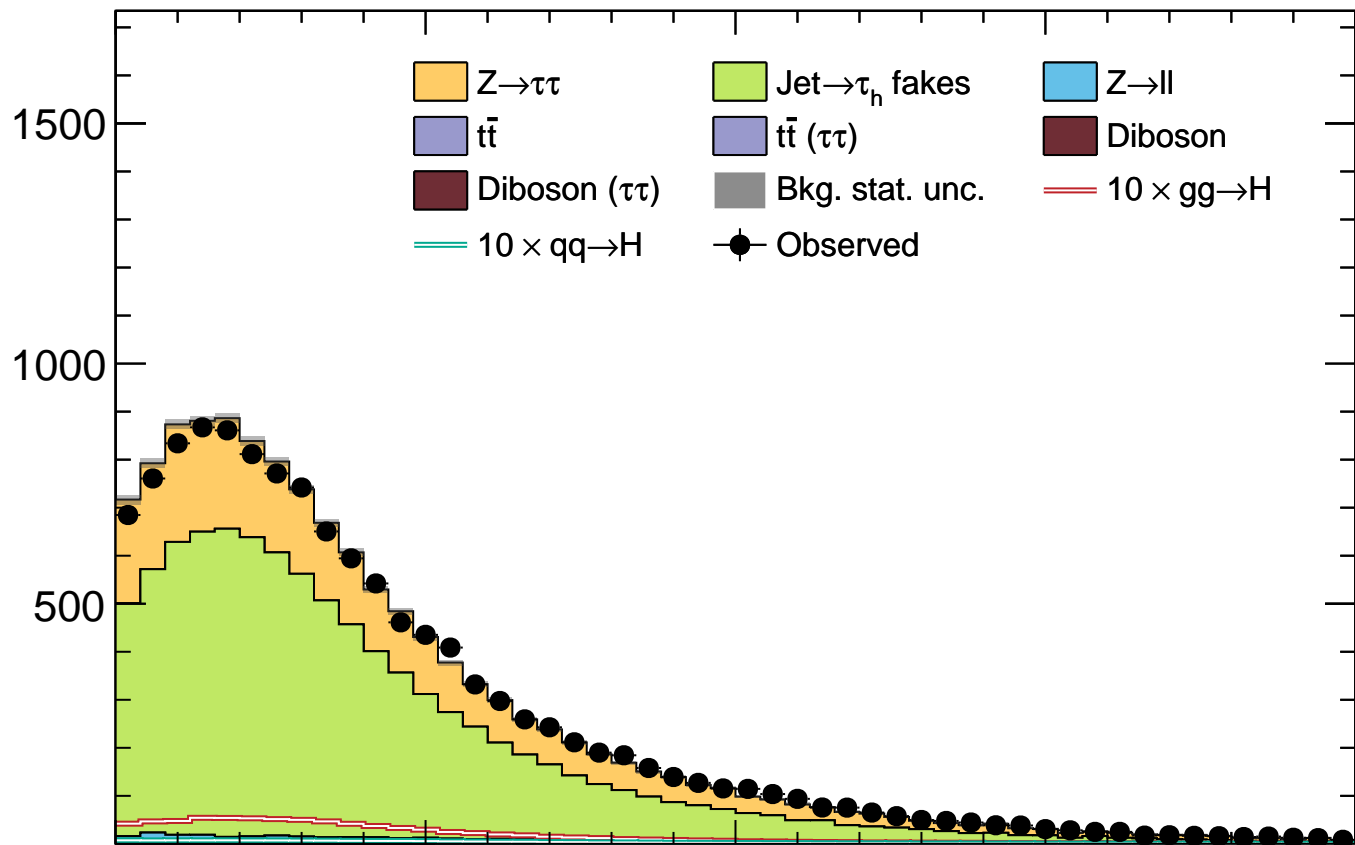 Z→ττ Jet→τh fakes Z→ll
1500
tt̄ tt̄ (ττ) Diboson
Diboson (ττ) Bkg. stat. unc. 10 × gg→H
10 × qq→H Observed
1000
500